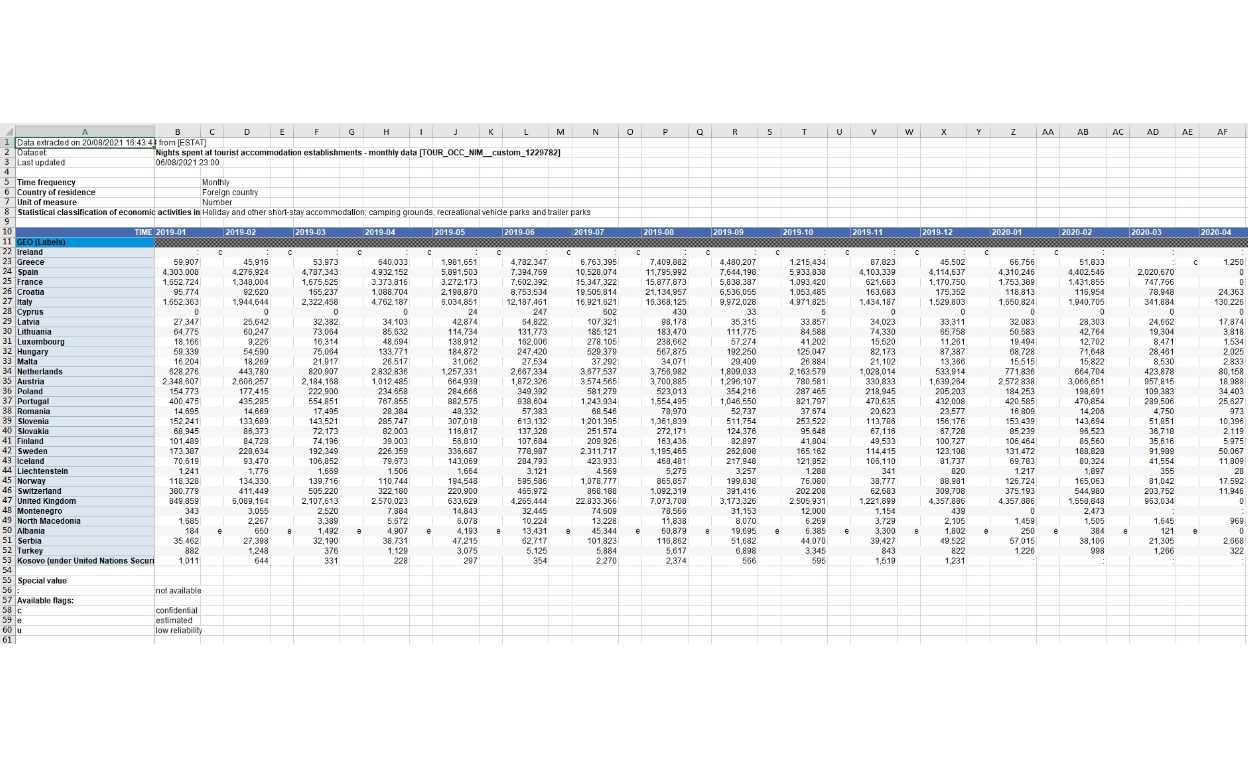 A B C D E F G H I J K L M N O P Q R S T U V W X Y Z AA AB AC AD AE AF
1 Data extracted on 20/08/2021 16:43:43 from [ESTAT]
2 Dataset: Nights spent at tourist accommodation establishments - monthly data [TOUR_OCC_NIM__custom_1229782]
3 Last updated: 06/08/2021 23:00
4
5 Time frequency Monthly
6 Country of residence Foreign country
7 Unit of measure Number
8 Statistical classification of economic activities in Holiday and other short-stay accommodation; camping grounds, recreational vehicle parks and trailer parks
9
10 TIME 2019-01 2019-02 2019-03 2019-04 2019-05 2019-06 2019-07 2019-08 2019-09 2019-10 2019-11 2019-12 2020-01 2020-02 2020-03 2020-04
11 GEO (Labels)
22 Ireland : c : c : c : c : c : c : c : c : c : c : c : c : c : : :
23 Greece 59,907 45,916 53,973 640,033 1,981,651 4,782,347 6,763,395 7,409,882 4,480,207 1,215,434 87,823 45,502 66,756 51,833 : c 1,250
24 Spain 4,303,008 4,276,924 4,787,343 4,932,152 5,891,503 7,394,769 10,528,074 11,795,992 7,644,198 5,933,838 4,103,339 4,114,637 4,310,246 4,402,546 2,020,670 0
25 France 1,652,724 1,348,004 1,675,525 3,373,816 3,272,173 7,602,392 15,347,322 15,877,873 5,838,387 1,093,420 621,683 1,170,750 1,753,389 1,431,855 747,766 0
26 Croatia 95,774 92,620 165,237 1,088,704 2,198,870 8,753,534 19,505,814 21,134,957 6,526,055 1,053,485 163,683 175,352 118,813 116,954 78,948 24,363
27 Italy 1,652,363 1,944,644 2,322,458 4,762,187 6,034,851 12,187,461 16,921,621 16,368,125 9,972,028 4,971,825 1,434,187 1,529,803 1,650,824 1,940,705 341,884 130,226
28 Cyprus 0 0 0 0 24 247 602 430 33 6 0 0 0 0 0 0
29 Latvia 27,347 25,642 32,382 34,103 42,874 64,822 107,321 98,178 35,315 33,857 34,023 33,311 32,083 28,303 24,662 17,874
30 Lithuania 64,775 60,247 73,064 85,632 114,734 131,773 185,121 183,470 111,775 84,588 74,330 65,758 50,583 42,764 19,304 3,818
31 Luxembourg 18,166 9,226 16,314 48,694 138,912 162,006 278,105 238,662 57,274 41,202 15,520 11,261 19,494 12,702 8,471 1,534
32 Hungary 59,339 54,590 75,064 133,771 184,872 247,420 529,379 567,875 192,250 125,047 82,173 87,387 68,728 71,648 28,461 2,025
33 Malta 16,204 18,269 21,917 26,517 31,062 27,534 37,292 34,071 29,409 26,884 21,102 13,366 15,515 15,822 8,530 2,833
34 Netherlands 628,276 443,780 820,907 2,832,836 1,257,331 2,667,334 3,677,537 3,756,982 1,809,033 2,163,579 1,028,014 533,914 771,836 664,704 423,878 80,158
35 Austria 2,348,607 2,606,257 2,184,168 1,012,485 664,939 1,872,326 3,574,565 3,700,885 1,296,107 780,581 330,833 1,639,264 2,572,838 3,066,651 957,815 18,988
36 Poland 154,773 177,415 222,900 234,658 284,666 349,392 581,279 523,013 354,216 287,465 218,945 205,203 184,253 198,691 109,383 34,403
37 Portugal 400,475 435,285 554,851 767,855 882,575 938,604 1,243,934 1,554,495 1,046,550 821,797 470,635 432,008 420,585 470,854 289,506 25,627
38 Romania 14,695 14,669 17,495 28,384 48,332 57,383 68,546 78,970 52,737 37,674 20,623 23,577 16,809 14,206 4,750 973
39 Slovenia 152,241 133,689 143,521 285,747 307,018 613,132 1,201,395 1,361,839 511,754 253,522 113,786 156,176 153,439 143,694 51,851 10,396
40 Slovakia 68,945 86,373 72,173 82,003 116,817 137,328 251,574 272,171 124,376 95,646 67,116 67,728 85,239 96,523 36,718 2,119
41 Finland 101,489 84,728 74,196 39,003 56,810 107,684 209,926 163,436 82,897 41,804 49,533 100,727 106,464 86,560 35,616 5,975
42 Sweden 173,387 228,634 192,349 226,359 336,687 778,987 2,311,717 1,195,465 262,808 165,162 114,415 123,108 131,472 188,828 91,989 50,067
43 Iceland 70,619 93,470 106,852 79,673 143,069 284,793 423,933 468,481 217,948 121,852 106,110 81,737 69,783 80,324 41,554 11,809
44 Liechtenstein 1,241 1,776 1,669 1,506 1,664 3,121 4,569 5,275 3,257 1,288 341 820 1,217 1,897 355 28
45 Norway 118,328 134,330 139,716 110,744 194,548 595,586 1,078,777 865,857 199,838 76,080 38,777 88,981 126,724 165,063 81,042 17,592
46 Switzerland 380,779 411,449 505,220 322,180 220,900 465,972 868,188 1,092,319 391,416 202,208 62,683 309,708 375,193 544,980 203,752 11,946
47 United Kingdom 849,859 6,089,164 2,107,613 2,570,023 633,629 4,265,444 22,833,366 7,073,708 3,173,326 2,505,931 1,221,899 4,357,886 4,357,886 1,558,848 963,034 0
48 Montenegro 343 3,055 2,520 7,884 14,843 32,445 74,609 78,566 31,153 12,000 1,154 439 0 2,473 : :
49 North Macedonia 1,685 2,267 3,389 5,672 6,078 10,224 13,228 11,838 8,070 6,269 3,729 2,105 1,459 1,505 1,645 969
50 Albania 184 e 650 e 1,492 e 4,907 e 4,193 e 13,431 e 45,344 e 60,879 e 19,695 e 6,385 e 3,300 e 1,802 e 250 e 384 e 121 e 0
51 Serbia 35,462 27,398 32,190 38,731 47,215 62,717 101,823 116,862 51,682 44,070 39,427 49,522 57,015 38,106 21,305 2,668
52 Turkey 882 1,248 376 1,129 3,075 5,125 5,884 5,617 6,898 3,345 843 822 1,226 998 1,266 322
53 Kosovo (under United Nations Securi 1,011 644 331 228 297 354 2,270 2,374 566 595 1,519 1,231 : : : :
54
55 Special value
56 : not available
57 Available flags:
58 c confidential
59 e estimated
60 u low reliability
61